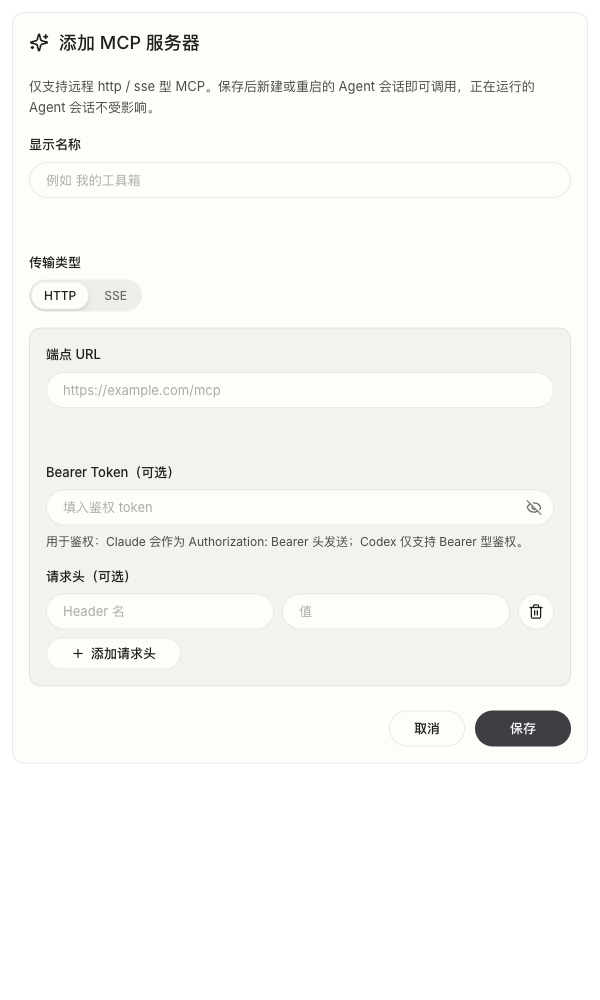 添加 MCP 服务器
仅支持远程 http / sse 型 MCP。保存后新建或重启的 Agent 会话即可调用，正在运行的
Agent 会话不受影响。
显示名称
例如 我的工具箱
传输类型
HTTP SSE
端点 URL
https://example.com/mcp
Bearer Token（可选）
填入鉴权 token
用于鉴权：Claude 会作为 Authorization: Bearer 头发送；Codex 仅支持 Bearer 型鉴权。
请求头（可选）
Header 名 值
+ 添加请求头
取消 保存